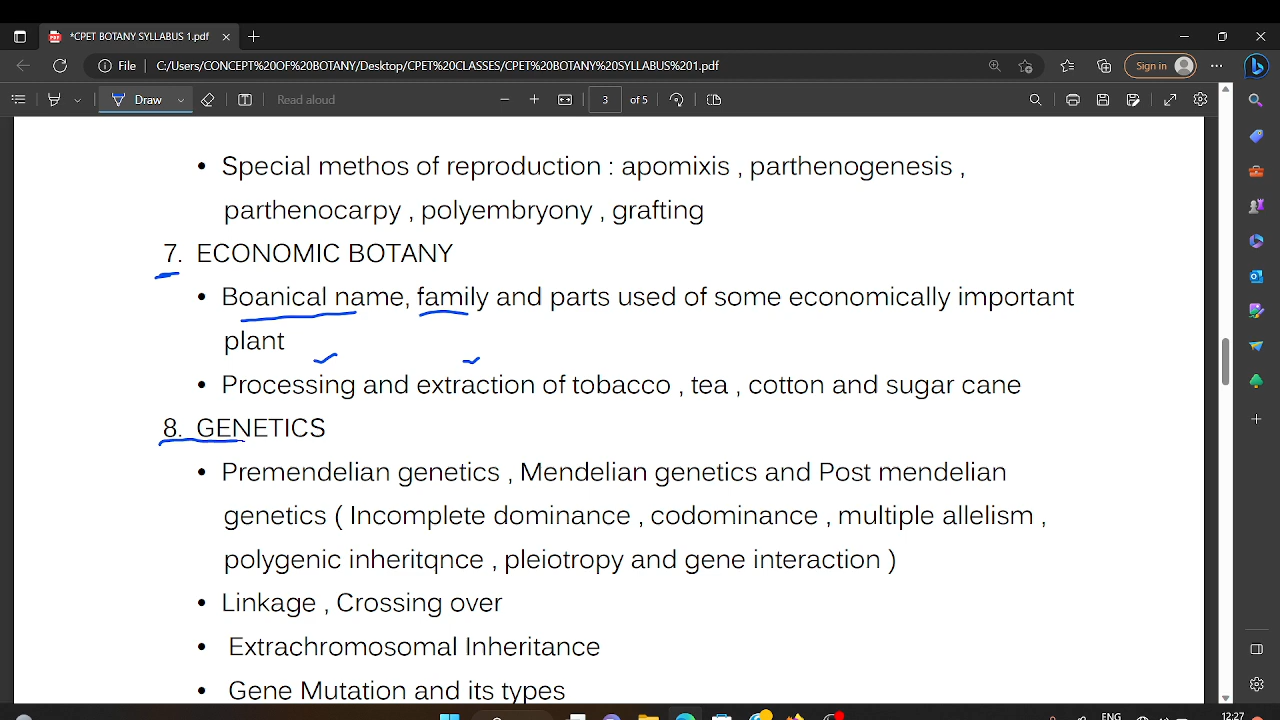 *CPET BOTANY SYLLABUS 1.pdf
File C:/Users/CONCEPT%20OF%20BOTANY/Desktop/CPET%20CLASSES/CPET%20BOTANY%20SYLLABUS%201.pdf Sign in
Draw Read aloud 3 of 5
• Special methos of reproduction : apomixis , parthenogenesis ,
parthenocarpy , polyembryony , grafting
7. ECONOMIC BOTANY
• Boanical name, family and parts used of some economically important
plant
• Processing and extraction of tobacco , tea , cotton and sugar cane
8. GENETICS
• Premendelian genetics , Mendelian genetics and Post mendelian
genetics ( Incomplete dominance , codominance , multiple allelism ,
polygenic inheritqnce , pleiotropy and gene interaction )
• Linkage , Crossing over
• Extrachromosomal Inheritance
• Gene Mutation and its types
ENG 12:27